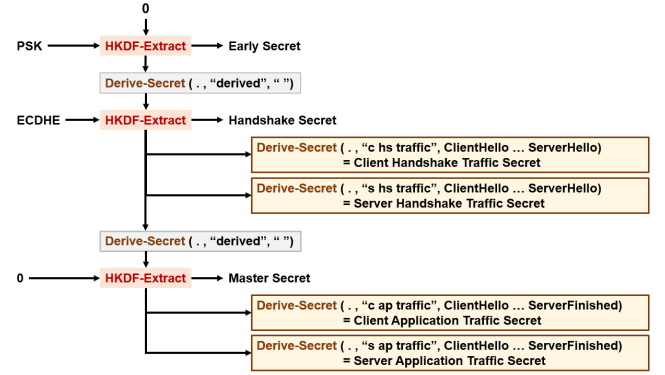 0
PSK HKDF-Extract Early Secret
Derive-Secret ( . , “derived”, “ ”)
ECDHE HKDF-Extract Handshake Secret
Derive-Secret ( . , “c hs traffic”, ClientHello … ServerHello)
= Client Handshake Traffic Secret
Derive-Secret ( . , “s hs traffic”, ClientHello … ServerHello)
= Server Handshake Traffic Secret
Derive-Secret ( . , “derived”, “ ”)
0 HKDF-Extract Master Secret
Derive-Secret ( . , “c ap traffic”, ClientHello … ServerFinished)
= Client Application Traffic Secret
Derive-Secret ( . , “s ap traffic”, ClientHello … ServerFinished)
= Server Application Traffic Secret